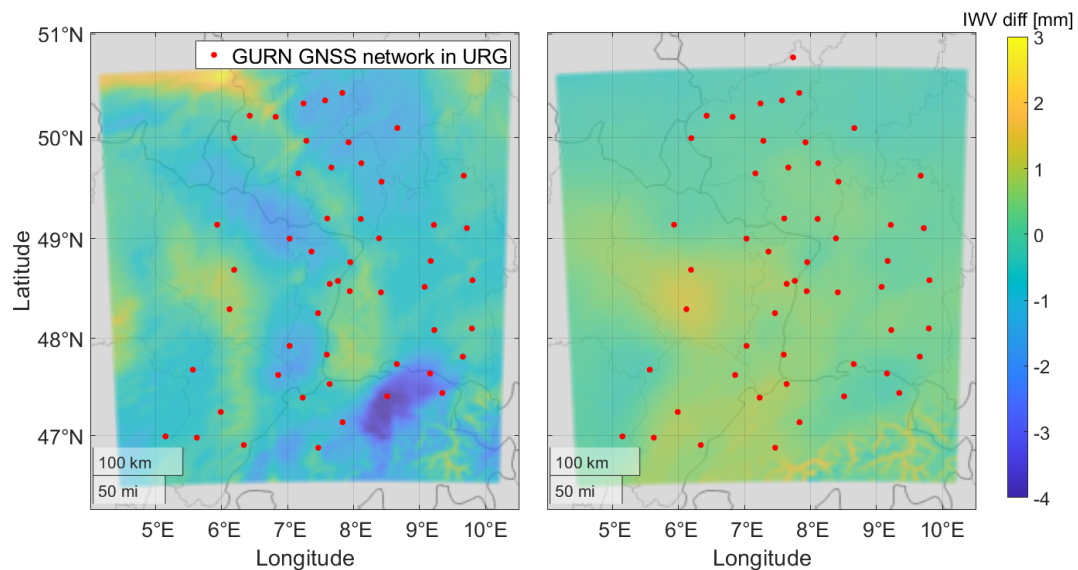 IWV diff [mm]
GURN GNSS network in URG
51°N
50°N
49°N
48°N
47°N
Latitude
100 km
50 mi
5°E
6°E
7°E
8°E
9°E
10°E
Longitude
100 km
50 mi
5°E
6°E
7°E
8°E
9°E
10°E
Longitude
3
2
1
0
-1
-2
-3
-4